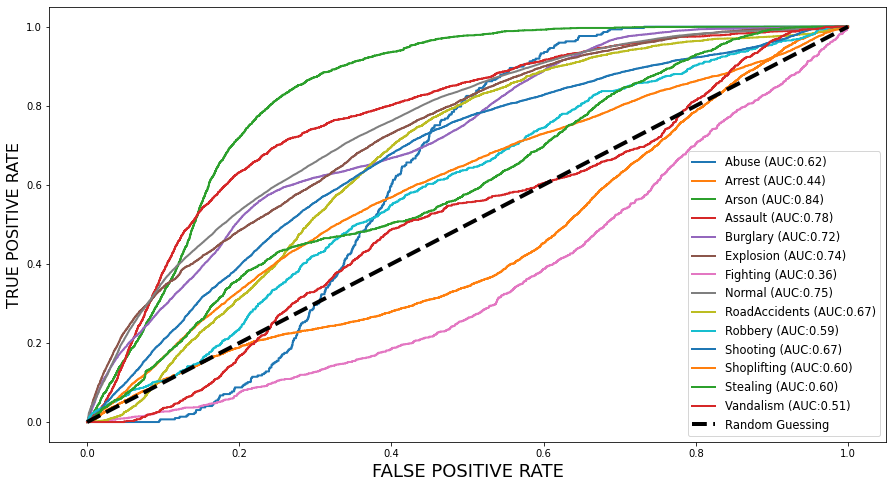 1.0
0.8
0.6
0.4
0.2
0.0
TRUE POSITIVE RATE
Abuse (AUC:0.62)
Arrest (AUC:0.44)
Arson (AUC:0.84)
Assault (AUC:0.78)
Burglary (AUC:0.72)
Explosion (AUC:0.74)
Fighting (AUC:0.36)
Normal (AUC:0.75)
RoadAccidents (AUC:0.67)
Robbery (AUC:0.59)
Shooting (AUC:0.67)
Shoplifting (AUC:0.60)
Stealing (AUC:0.60)
Vandalism (AUC:0.51)
Random Guessing
0.0 0.2 0.4 0.6 0.8 1.0
FALSE POSITIVE RATE